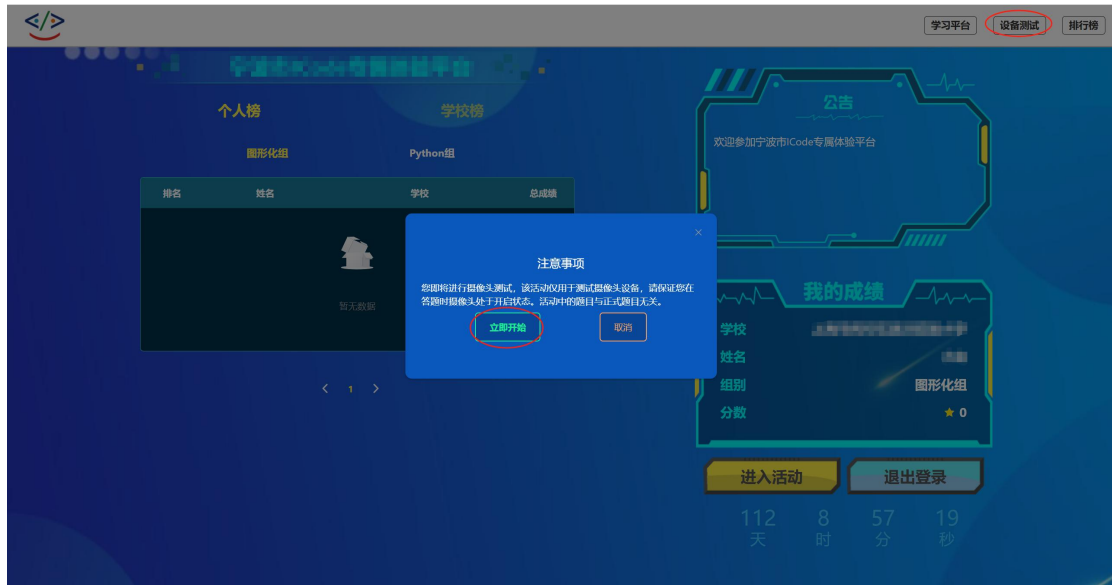 学习平台 设备测试 排行榜
个人榜 学校榜
图形化组 Python组
排名 姓名 学校 总成绩
暂无数据
1
公告
欢迎参加宁波市ICode专属体验平台
注意事项
您即将进行摄像头测试，该活动仅用于测试摄像头设备，请保证您在
答题时摄像头处于开启状态。活动中的题目与正式题目无关。
立即开始 取消
我的成绩
学校
姓名
组别 图形化组
分数 0
进入活动 退出登录
112 8 57 19
天 时 分 秒